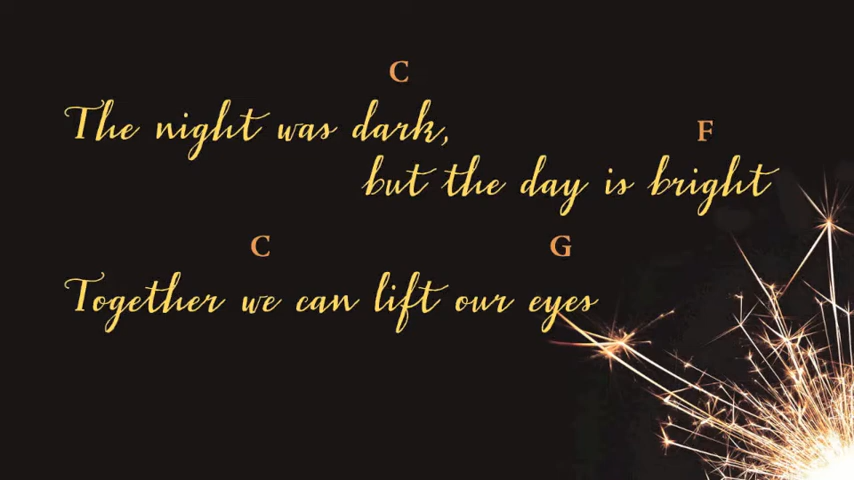 C
The night was dark,
F
but the day is bright
C G
Together we can lift our eyes